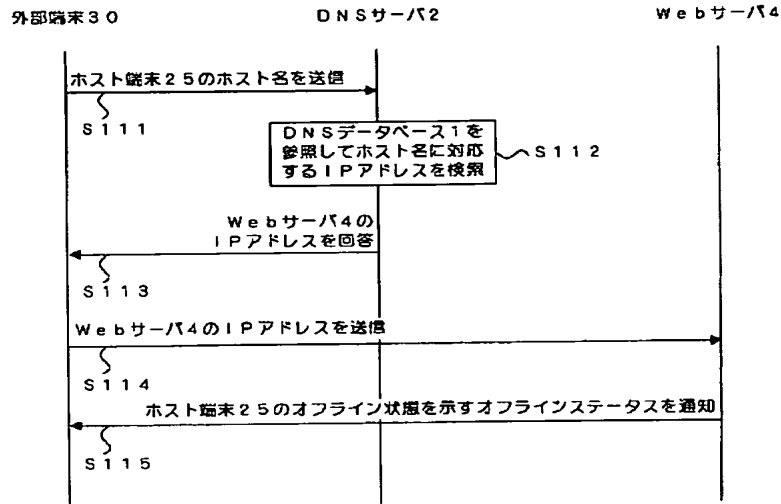 外部端末30
DNSサーバ2
Webサーバ4
ホスト端末25のホスト名を送信
S111
DNSデータベース1を
参照してホスト名に対応
するIPアドレスを検索
S112
Webサーバ4の
IPアドレスを回答
S113
Webサーバ4のIPアドレスを送信
S114
ホスト端末25のオフライン状態を示すオフラインステータスを通知
S115